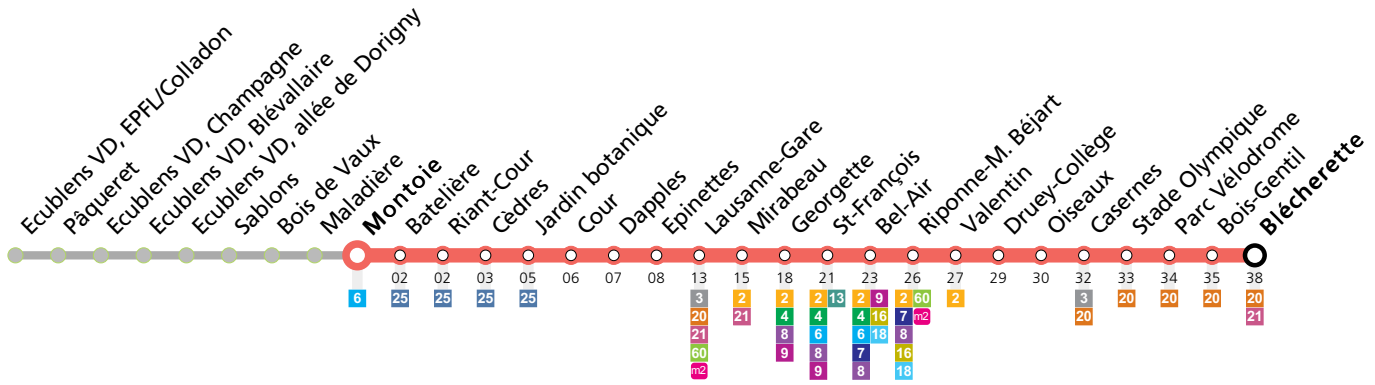 Ecublens VD, EPFL/Colladon
Pâqueret
Ecublens VD, Champagne
Ecublens VD, Blévallaire
Ecublens VD, allée de Dorigny
Sablons
Bois de Vaux
Maladière
Montoie
Batelière
Riant-Cour
Cèdres
Jardin botanique
Cour
Dapples
Epinettes
Lausanne-Gare
Mirabeau
Georgette
St-François
Bel-Air
Riponne-M. Béjart
Valentin
Druey-Collège
Oiseaux
Casernes
Stade Olympique
Parc Vélodrome
Bois-Gentil
Blécherette
02 02 03 05 06 07 08 13 15 18 21 23 26 27 29 30 32 33 34 35 38
6 25 25 25 25 3 2 2 2 13 2 9 2 60 2 3 20 20 20 20
20 21 4 4 4 16 7 m2 20 21
21 8 6 6 18 8
60 9 8 7 16
m2 9 8 18